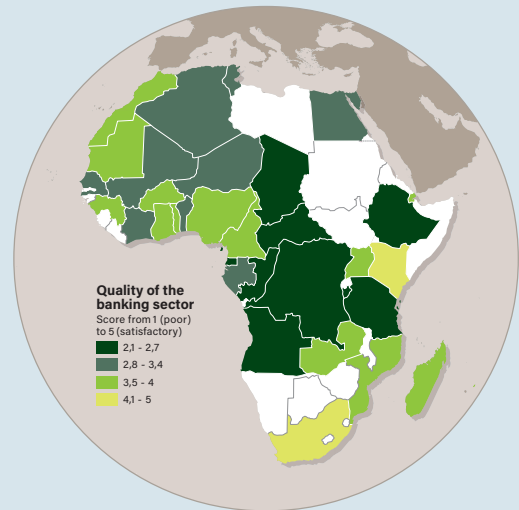 Quality of the
banking sector
Score from 1 (poor)
to 5 (satisfactory)
2,1 - 2,7
2,8 - 3,4
3,5 - 4
4,1 - 5